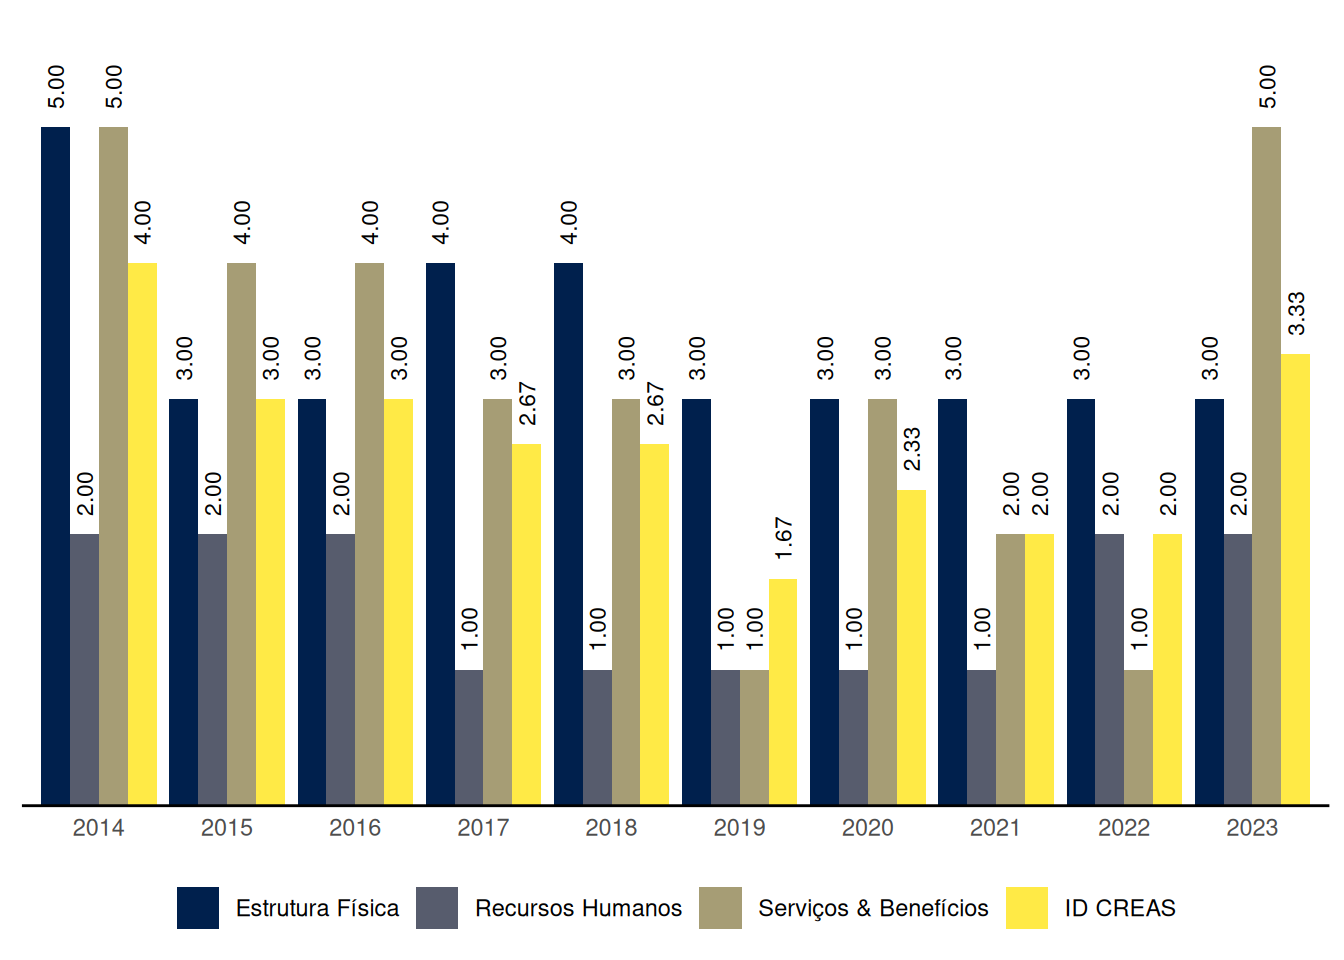 5.00 2.00 5.00 4.00 3.00 2.00 4.00 3.00 3.00 2.00 4.00 3.00 4.00 1.00 3.00 2.67 4.00 1.00 3.00 2.67 3.00 1.00 1.00 1.67 3.00 1.00 3.00 2.33 3.00 1.00 2.00 2.00 3.00 2.00 1.00 2.00 3.00 2.00 5.00 3.33
2014 2015 2016 2017 2018 2019 2020 2021 2022 2023
Estrutura Física Recursos Humanos Serviços & Benefícios ID CREAS